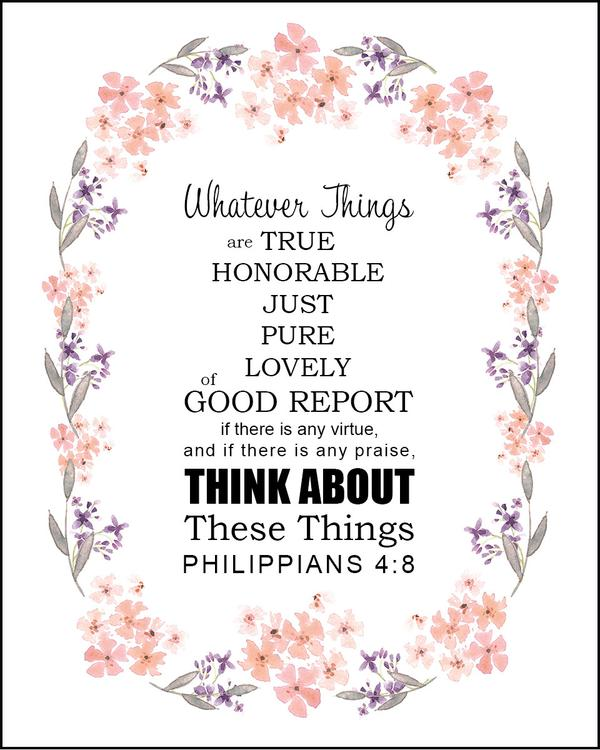 Whatever Things
are TRUE
HONORABLE
JUST
PURE
LOVELY
of
GOOD REPORT
if there is any virtue,
and if there is any praise,
THINK ABOUT
These Things
PHILIPPIANS 4:8